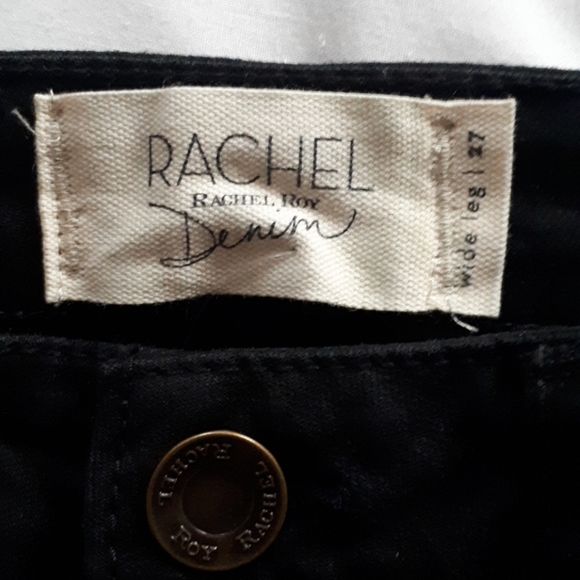 RACHEL
RACHEL ROY
Denim
wide leg | 27
RACHEL
RACHEL
ROY